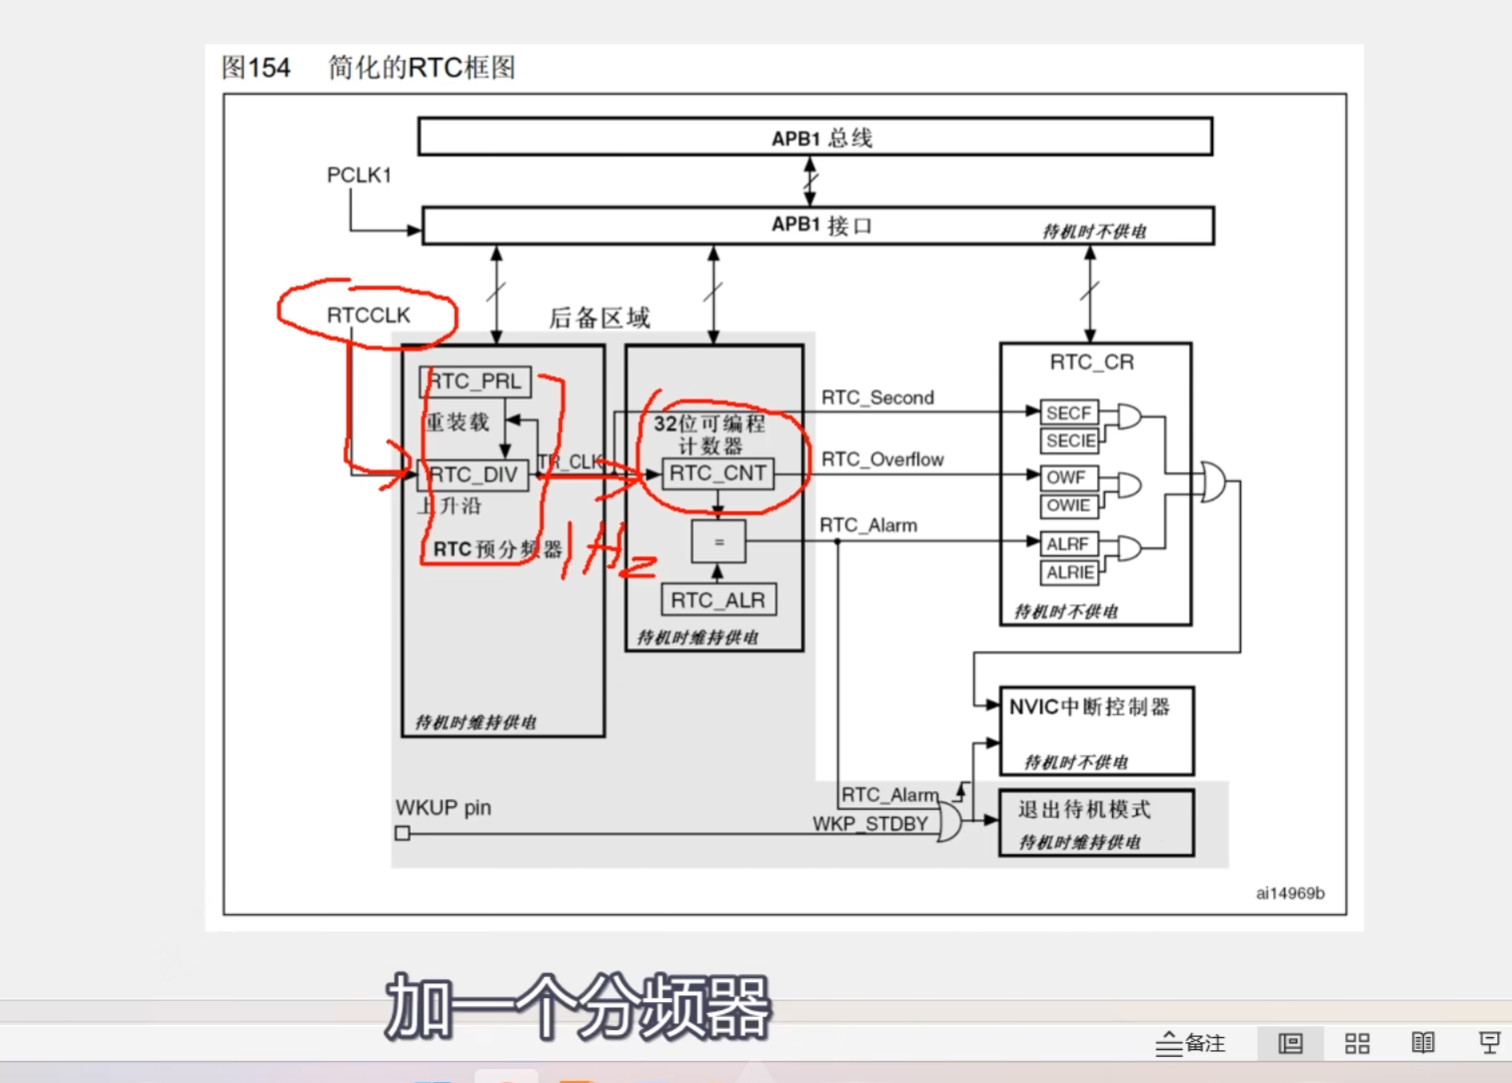 图154 简化的RTC框图
APB1 总线
PCLK1
APB1 接口
待机时不供电
RTCCLK
后备区域
RTC_PRL
重装载
RTC_DIV
上升沿
RTC 预分频器
TR_CLK
1Hz
待机时维持供电
32位可编程
计数器
RTC_CNT
=
RTC_ALR
待机时维持供电
RTC_Second
RTC_Overflow
RTC_Alarm
RTC_CR
SECF
SECIE
OWF
OWIE
ALRF
ALRIE
待机时不供电
NVIC中断控制器
待机时不供电
WKUP pin
RTC_Alarm
WKP_STDBY
退出待机模式
待机时维持供电
ai14969b
加一个分频器
备注